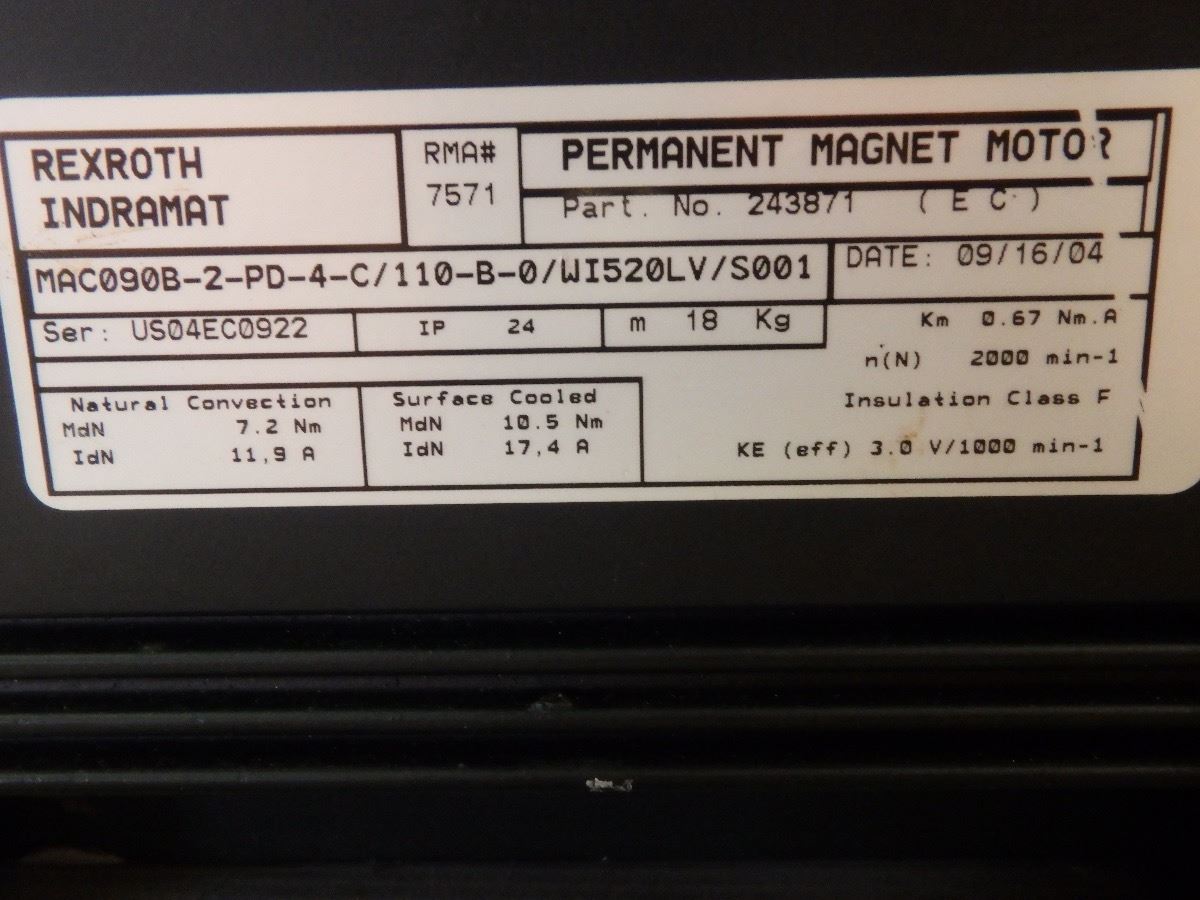 REXROTH
INDRAMAT
RMA#
7571
PERMANENT MAGNET MOTOR
Part. No. 243871 (EC)
MAC090B-2-PD-4-C/110-B-0/WI520LV/S001
DATE: 09/16/04
Ser: US04EC0922
IP 24
m 18 Kg
Km 0.67 Nm.A
n(N) 2000 min-1
Insulation Class F
KE (eff) 3.0 V/1000 min-1
Natural Convection
MdN 7.2 Nm
IdN 11,9 A
Surface Cooled
MdN 10.5 Nm
IdN 17,4 A